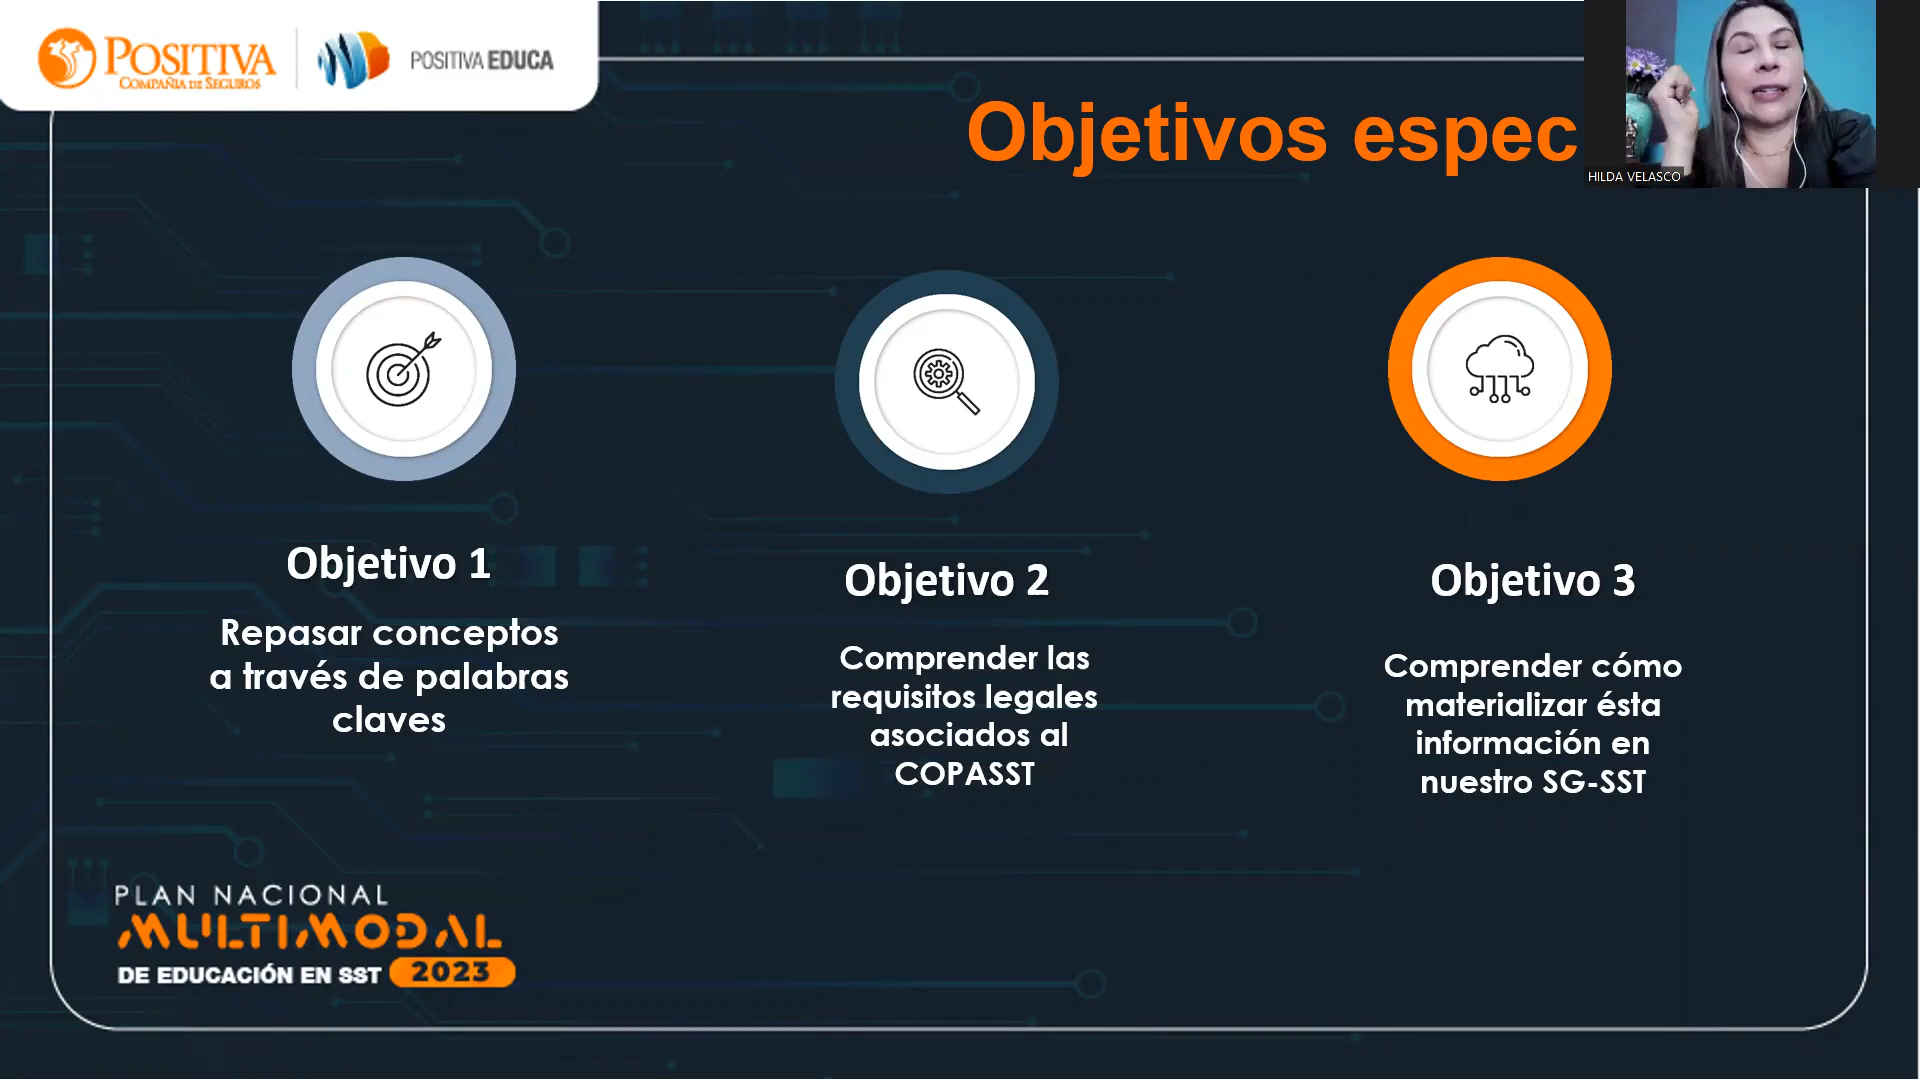 POSITIVA
COMPAÑIA DE SEGUROS
POSITIVA EDUCA
Objetivos espec
HILDA VELASCO
Objetivo 1
Repasar conceptos
a través de palabras
claves
Objetivo 2
Comprender las
requisitos legales
asociados al
COPASST
Objetivo 3
Comprender cómo
materializar ésta
información en
nuestro SG-SST
PLAN NACIONAL
MULTIMODAL
DE EDUCACIÓN EN SST 2023